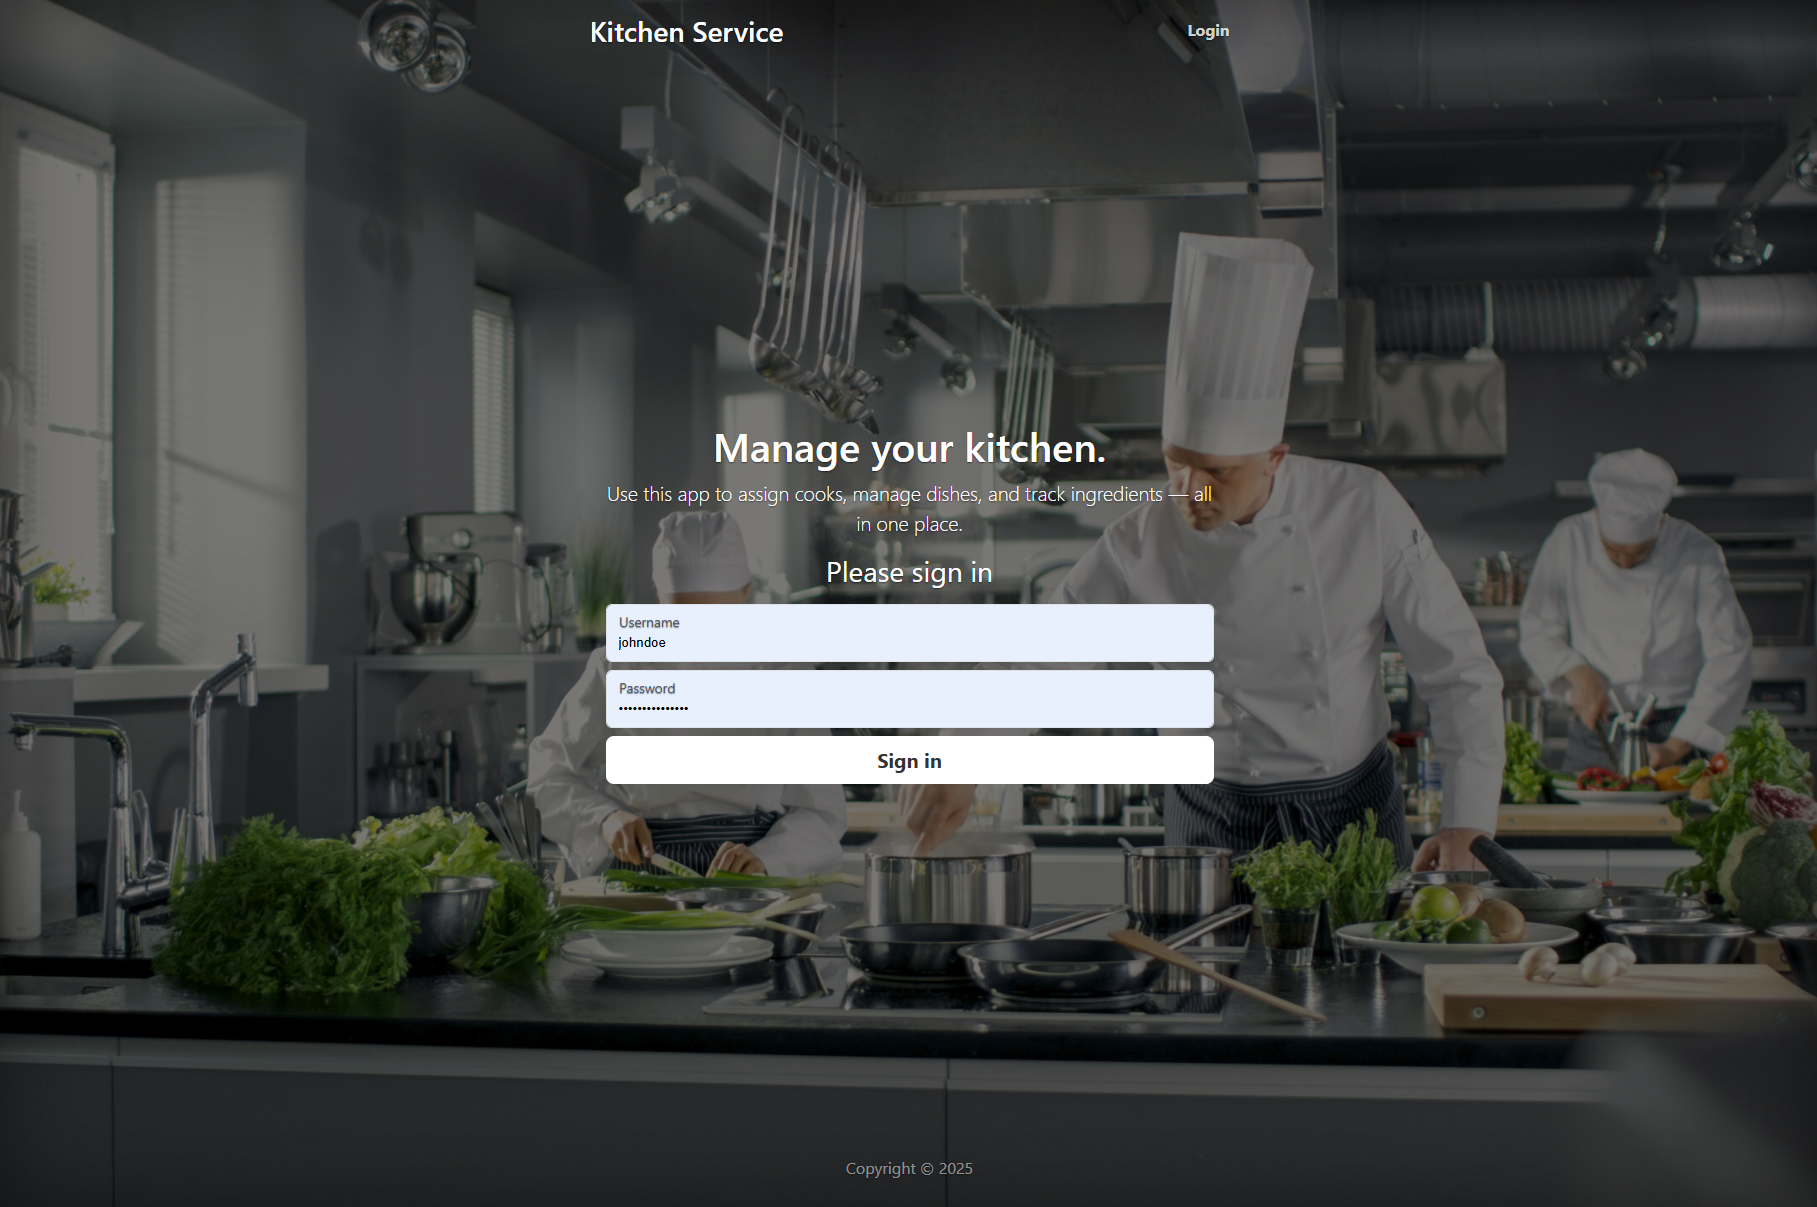 Kitchen Service
Login
Manage your kitchen.
Use this app to assign cooks, manage dishes, and track ingredients — all
in one place.
Please sign in
Username
johndoe
Password
•••••••••••••••
Sign in
Copyright © 2025